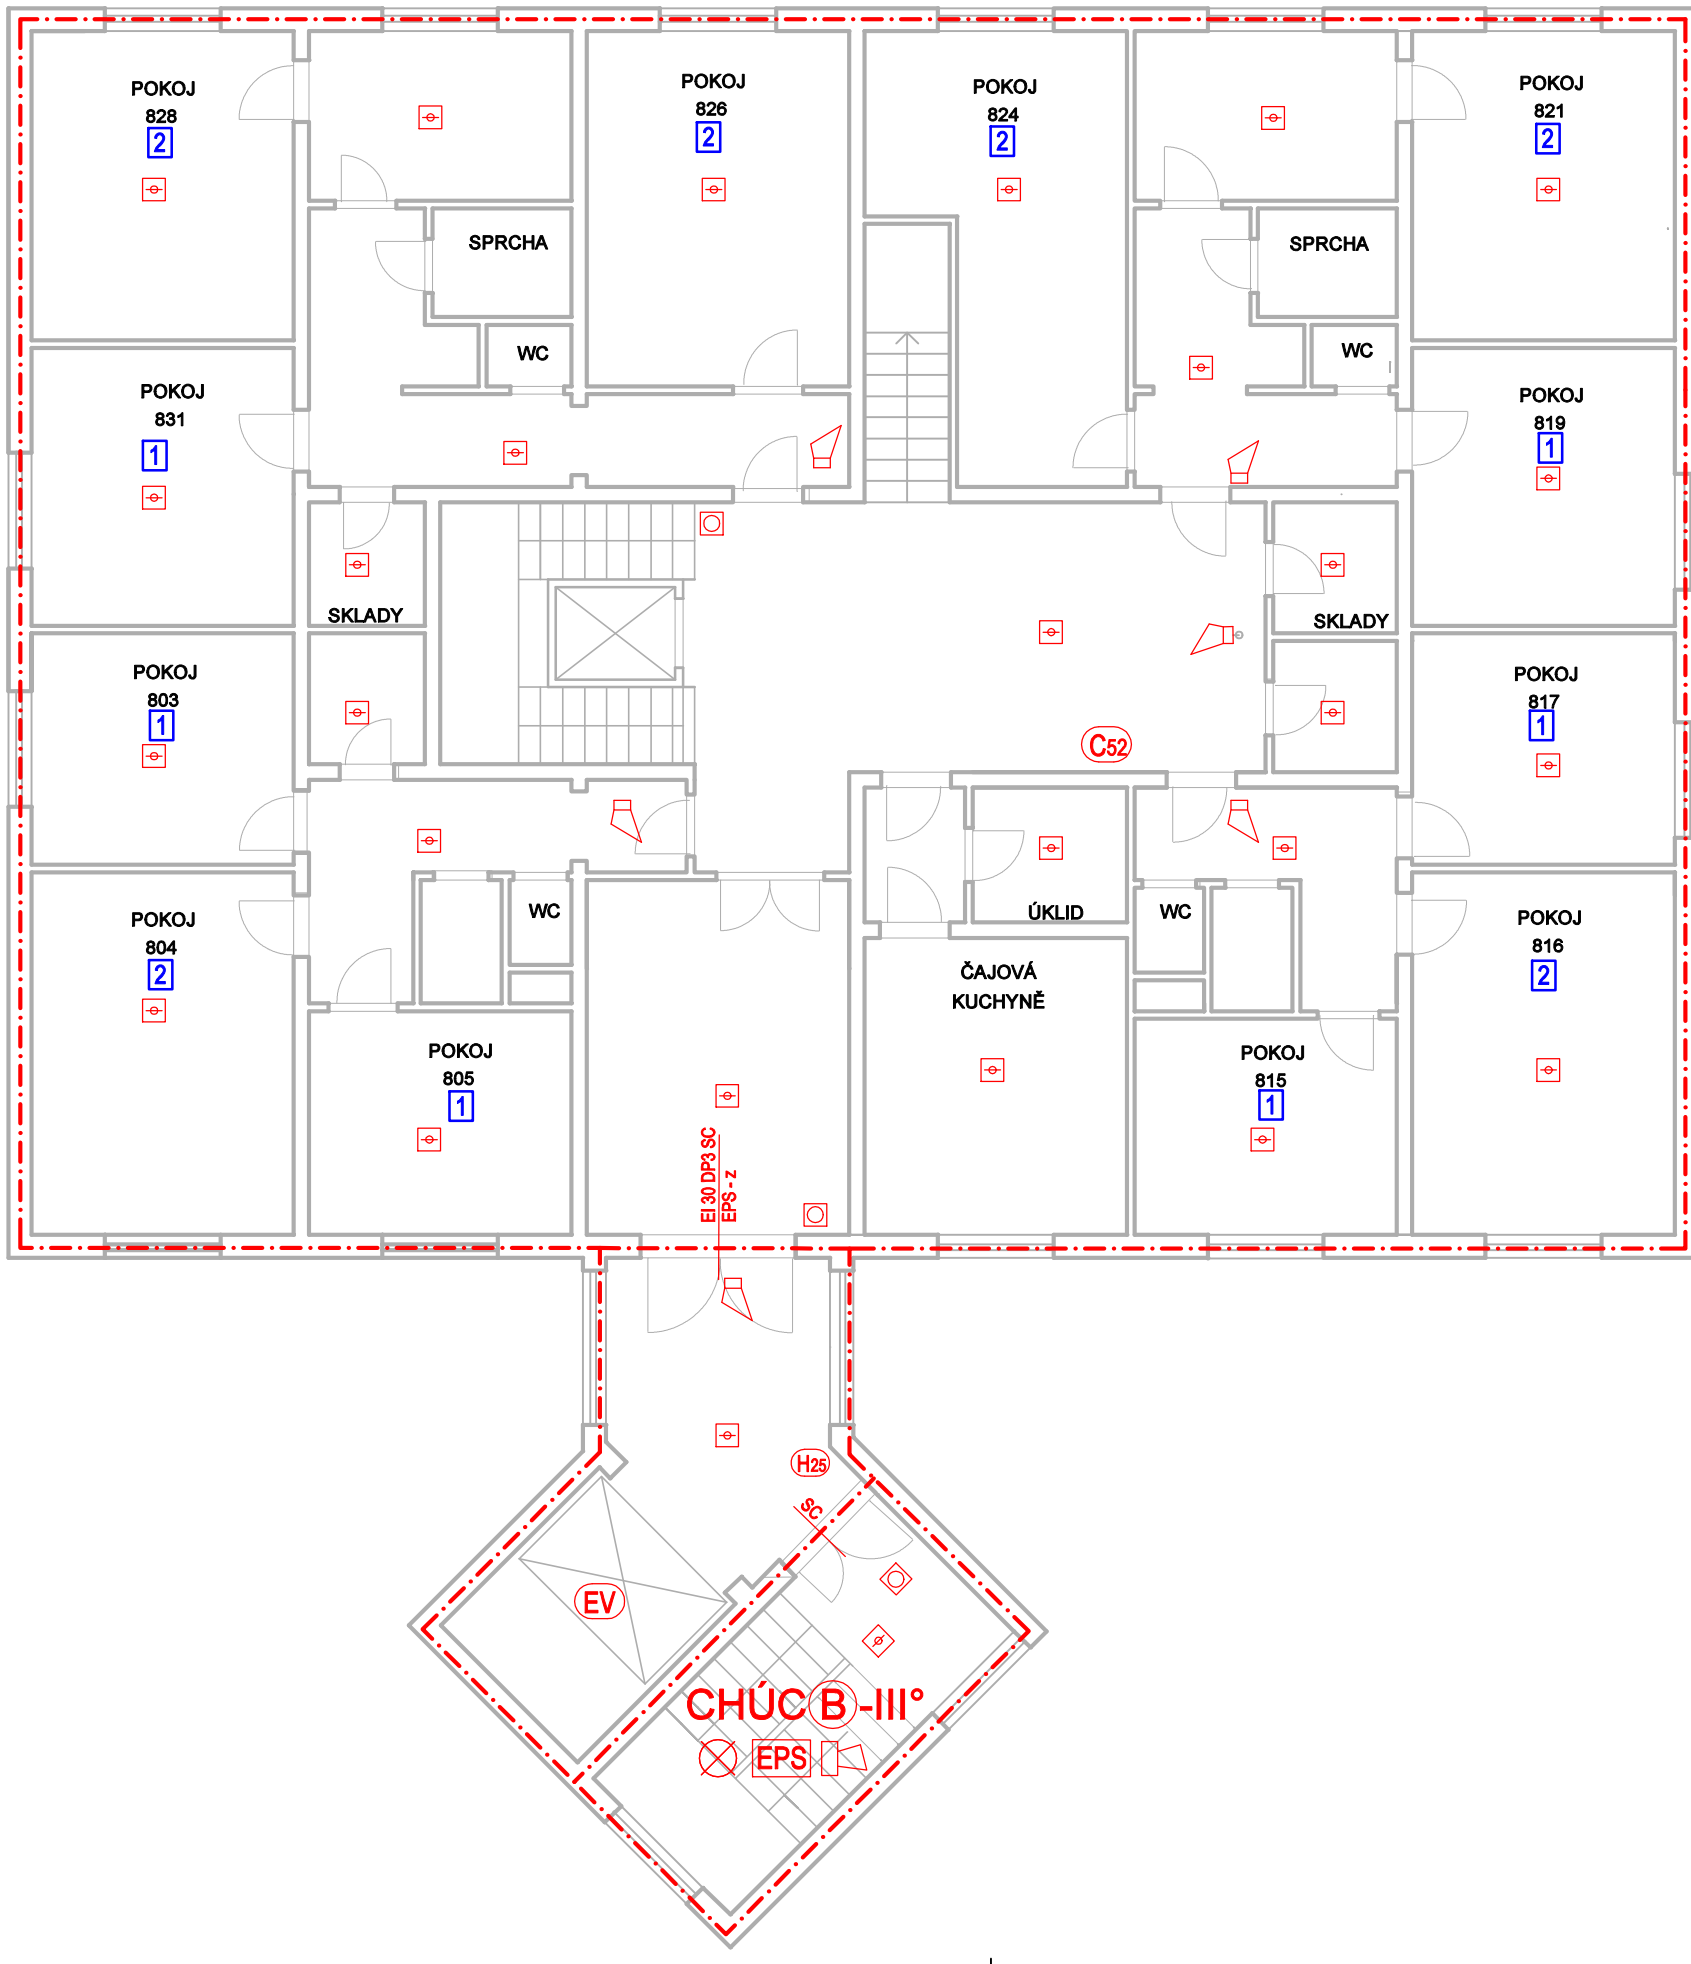 POKOJ
828
2
POKOJ
826
2
POKOJ
824
2
POKOJ
821
2
SPRCHA
SPRCHA
WC
WC
POKOJ
831
1
POKOJ
819
1
SKLADY
SKLADY
POKOJ
803
1
POKOJ
817
1
C52
WC
ÚKLID
WC
POKOJ
804
2
ČAJOVÁ
KUCHYNĚ
POKOJ
816
2
POKOJ
805
1
POKOJ
815
1
EI 30 DP3 SC
EPS - z
H25
SC
EV
CHÚC B -III°
EPS